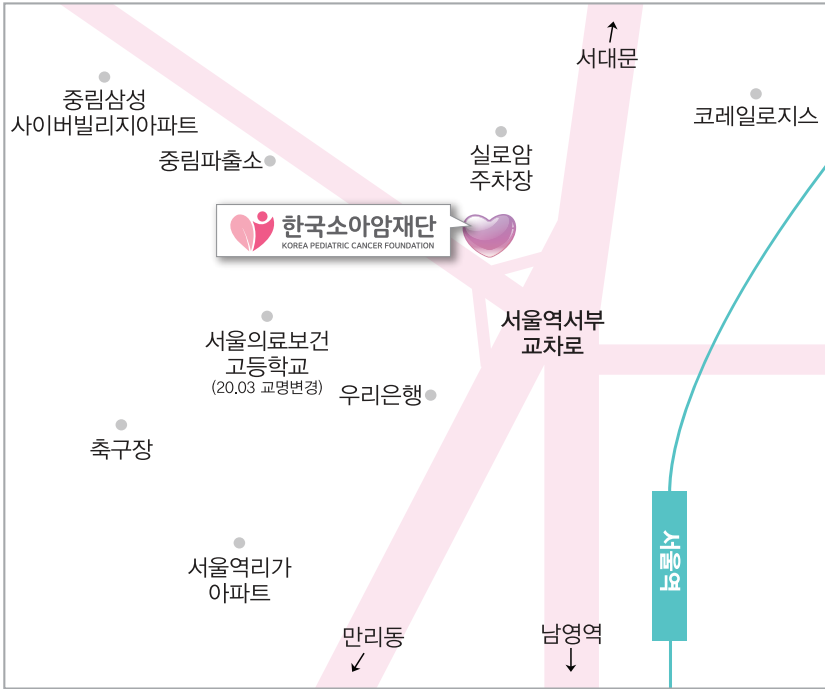 서대문
중림삼성
사이버빌리지아파트
코레일로지스
중림파출소
실로암
주차장
한국소아암재단
KOREA PEDIATRIC CANCER FOUNDATION
서울역서부
교차로
서울의료보건
고등학교
(20.03 교명변경)
우리은행
축구장
서울역리가
아파트
서울역
만리동
남영역